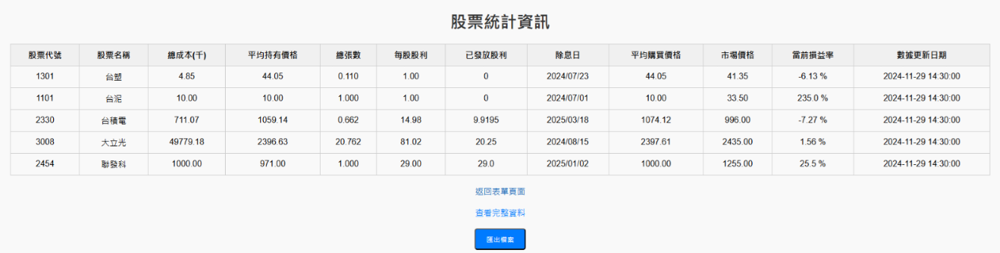 股票統計資訊
股票代號 股票名稱 總成本(千) 平均持有價格 總張數 每股股利 已發放股利 除息日 平均購買價格 市場價格 當前損益率 數據更新日期
1301 台塑 4.85 44.05 0.110 1.00 0 2024/07/23 44.05 41.35 -6.13 % 2024-11-29 14:30:00
1101 台泥 10.00 10.00 1.000 1.00 0 2024/07/01 10.00 33.50 235.0 % 2024-11-29 14:30:00
2330 台積電 711.07 1059.14 0.662 14.98 9.9195 2025/03/18 1074.12 996.00 -7.27 % 2024-11-29 14:30:00
3008 大立光 49779.18 2396.63 20.762 81.02 20.25 2024/08/15 2397.61 2435.00 1.56 % 2024-11-29 14:30:00
2454 聯發科 1000.00 971.00 1.000 29.00 29.0 2025/01/02 1000.00 1255.00 25.5 % 2024-11-29 14:30:00
返回表單頁面
查看完整資料
匯出檔案